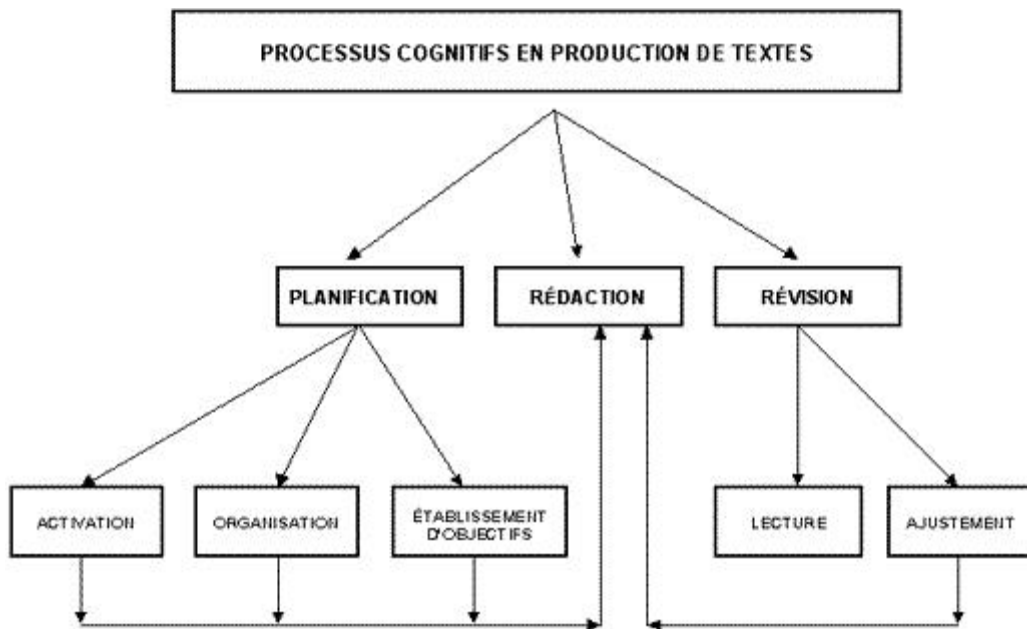 PROCESSUS COGNITIFS EN PRODUCTION DE TEXTES
PLANIFICATION
RÉDACTION
RÉVISION
ACTIVATION
ORGANISATION
ÉTABLISSEMENT
D'OBJECTIFS
LECTURE
AJUSTEMENT